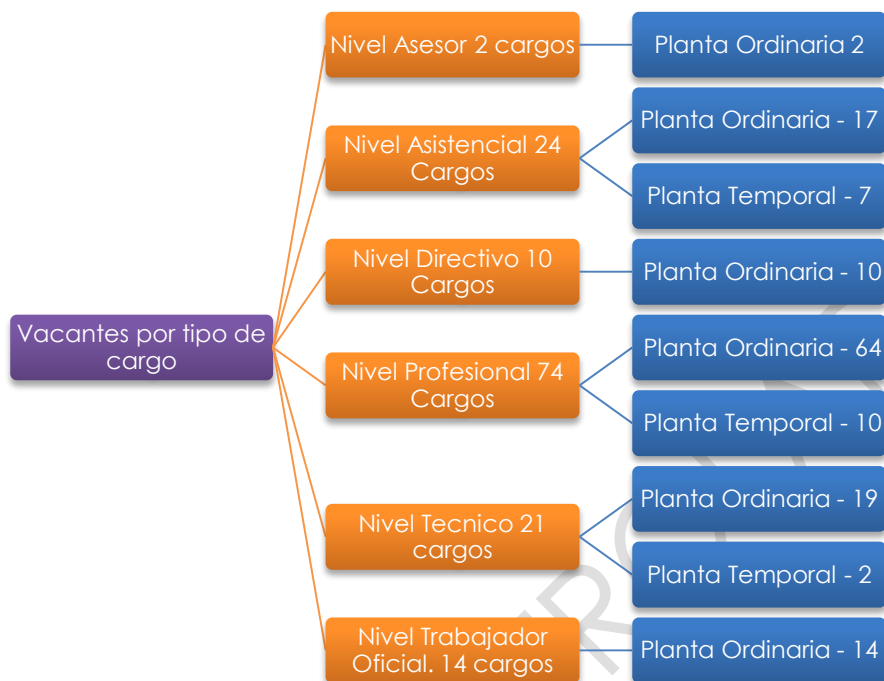 Vacantes por tipo de
cargo
Nivel Asesor 2 cargos
Planta Ordinaria 2
Nivel Asistencial 24
Cargos
Planta Ordinaria - 17
Planta Temporal - 7
Nivel Directivo 10
Cargos
Planta Ordinaria - 10
Nivel Profesional 74
Cargos
Planta Ordinaria - 64
Planta Temporal - 10
Nivel Tecnico 21
cargos
Planta Ordinaria - 19
Planta Temporal - 2
Nivel Trabajador
Oficial. 14 cargos
Planta Ordinaria - 14